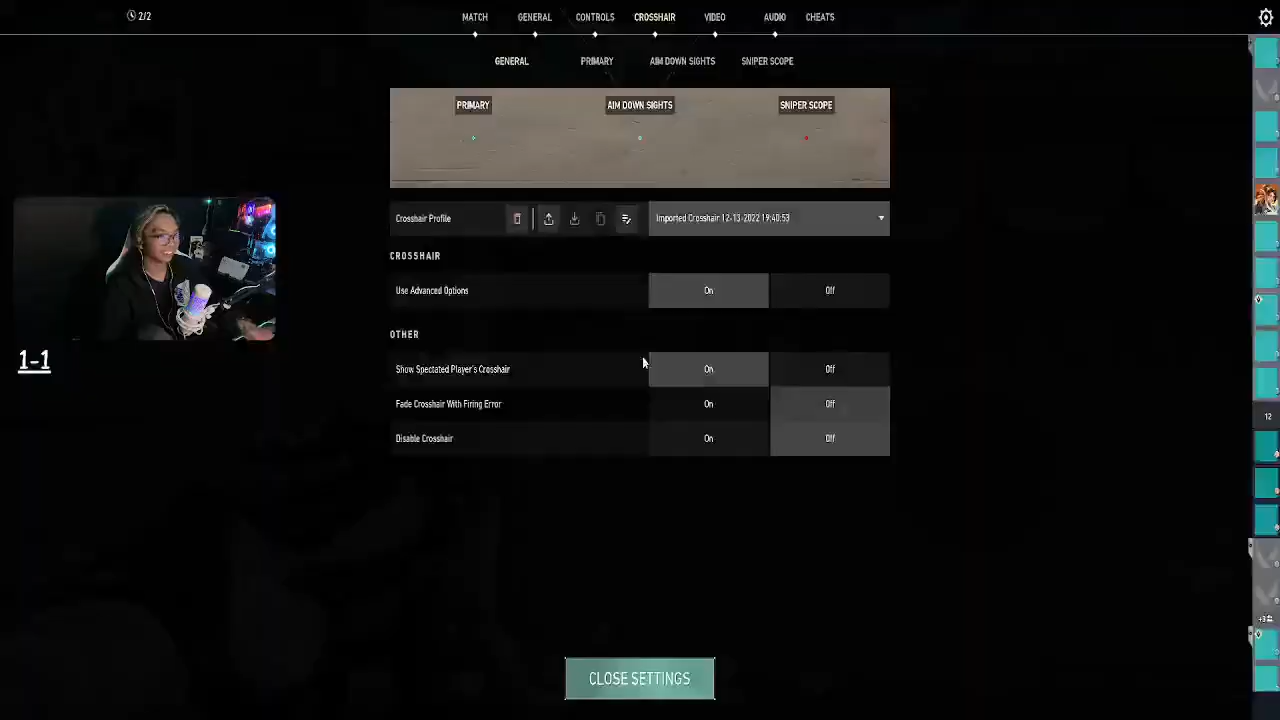 2/2
MATCH GENERAL CONTROLS CROSSHAIR VIDEO AUDIO CHEATS
GENERAL PRIMARY AIM DOWN SIGHTS SNIPER SCOPE
PRIMARY AIM DOWN SIGHTS SNIPER SCOPE
Crosshair Profile Imported Crosshair 12-13-2022 19:40:53
CROSSHAIR
Use Advanced Options On Off
OTHER
1-1
Show Spectated Player's Crosshair On Off
Fade Crosshair With Firing Error On Off
12
Disable Crosshair On Off
CLOSE SETTINGS